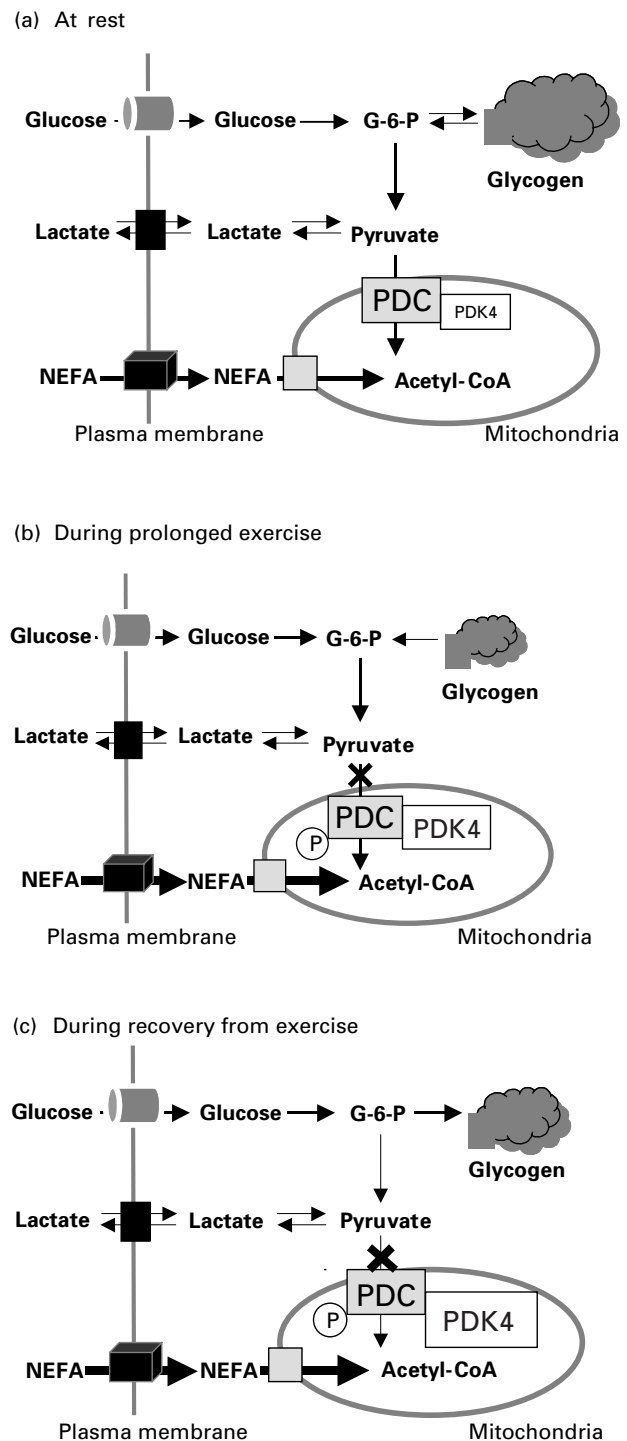 (a) At rest
Glucose Glucose G-6-P
Glycogen
Lactate Lactate Pyruvate
PDC
PDK4
NEFA NEFA Acetyl-CoA
Plasma membrane Mitochondria
(b) During prolonged exercise
Glucose Glucose G-6-P
Glycogen
Lactate Lactate Pyruvate
P PDC PDK4
NEFA NEFA Acetyl-CoA
Plasma membrane Mitochondria
(c) During recovery from exercise
Glucose Glucose G-6-P
Glycogen
Lactate Lactate Pyruvate
P PDC PDK4
NEFA NEFA Acetyl-CoA
Plasma membrane Mitochondria